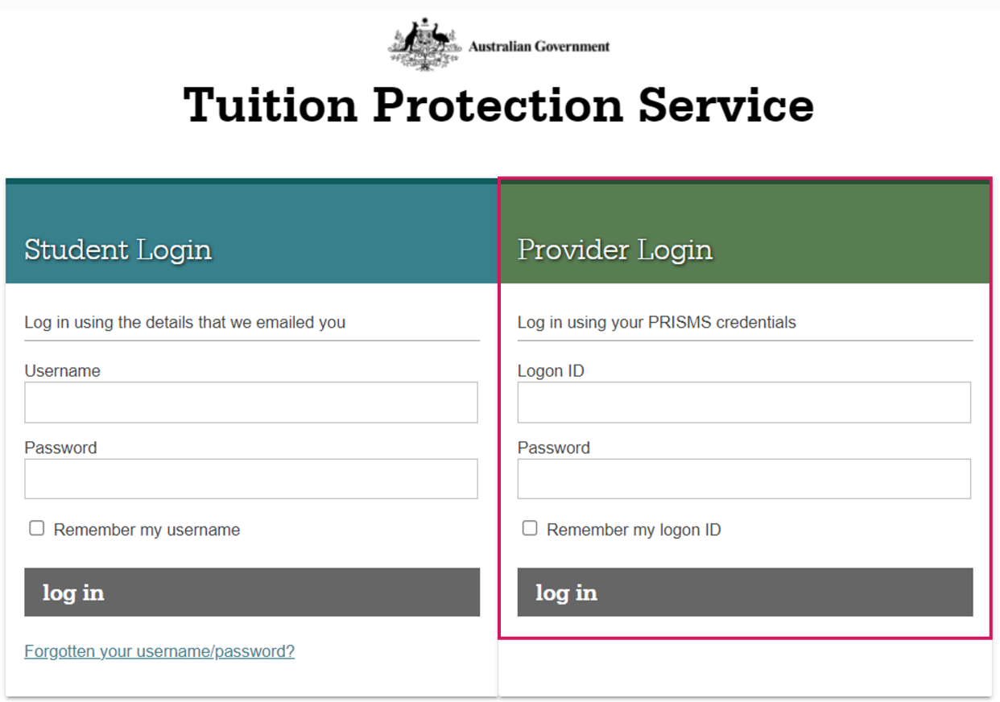 Australian Government
Tuition Protection Service
Student Login
Log in using the details that we emailed you
Username
Password
Remember my username
log in
Forgotten your username/password?
Provider Login
Log in using your PRISMS credentials
Logon ID
Password
Remember my logon ID
log in